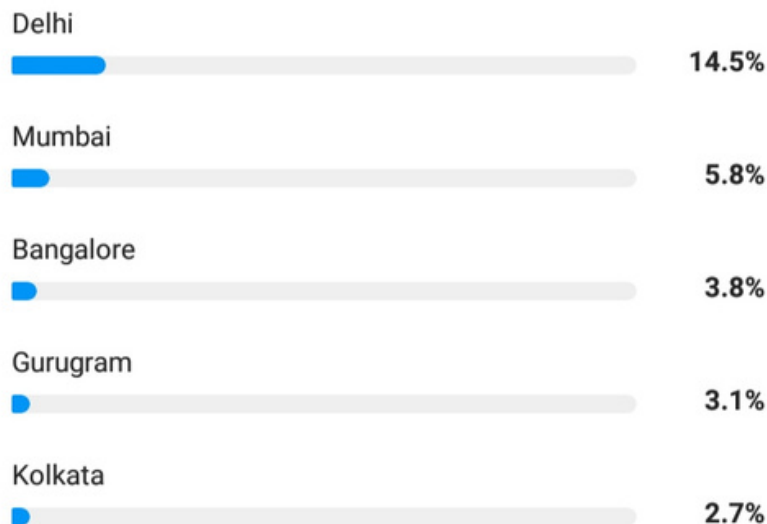 Delhi
14.5%
Mumbai
5.8%
Bangalore
3.8%
Gurugram
3.1%
Kolkata
2.7%